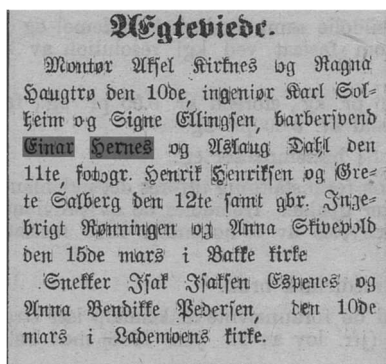 Ægteviede.
Montør Aksel Kirknes og Ragna
Haugtrø den 10de, ingeniør Karl Sol-
heim og Signe Ellingsen, barbersvend
Einar Hernes og Aslaug Dahl den
11te, fotogr. Henrik Henriksen og Gre-
te Salberg den 12te samt gbr. Inge-
brigt Rønningen og Anna Skivevold
den 15de mars i Bakke kirke
Snekker Isak Isaksen Espenes og
Anna Bendikke Pedersen den 10de
mars i Lademoens kirke.